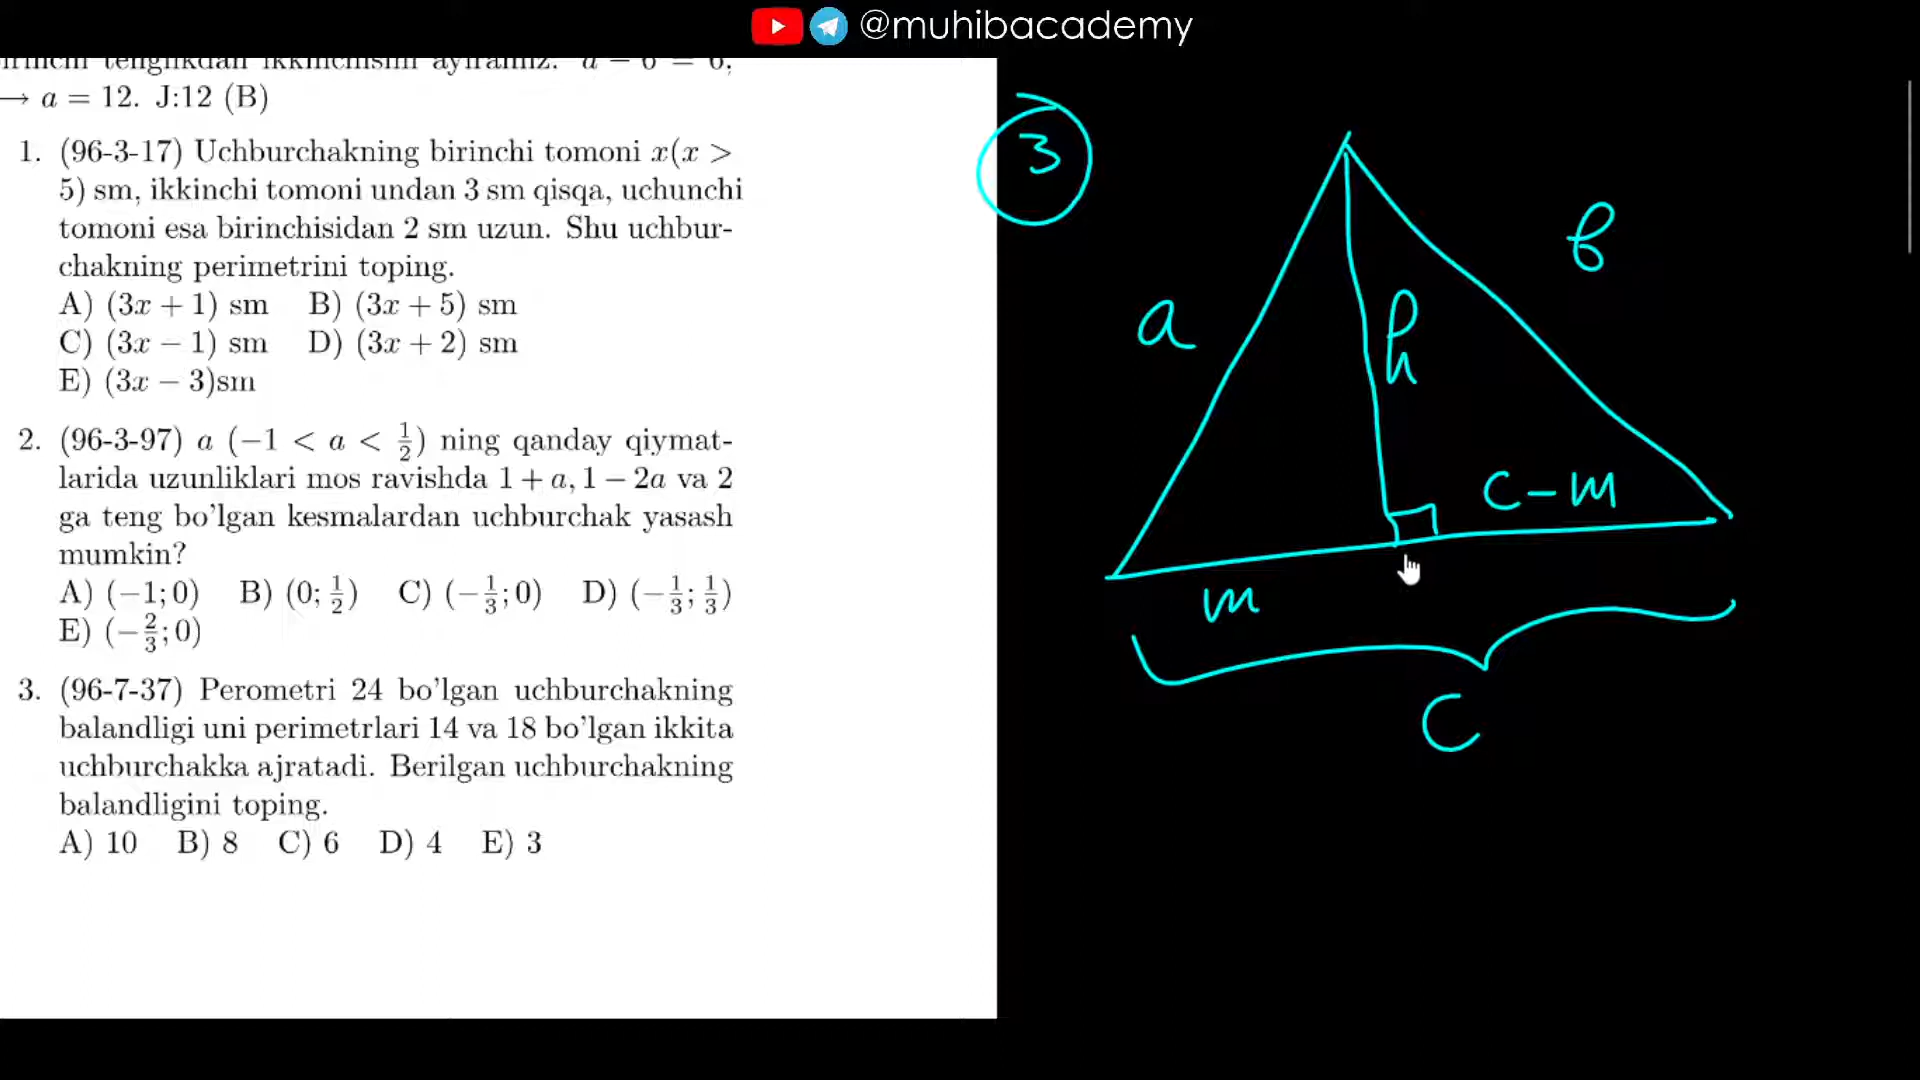 @muhibacademy
birinchi tenglikdan ikkinchisini ayiramiz. a − 6 = 6,
→ a = 12. J:12 (B)
1. (96-3-17) Uchburchakning birinchi tomoni x(x >
5) sm, ikkinchi tomoni undan 3 sm qisqa, uchunchi
tomoni esa birinchisidan 2 sm uzun. Shu uchbur-
chakning perimetrini toping.
A) (3x + 1) sm B) (3x + 5) sm
C) (3x − 1) sm D) (3x + 2) sm
E) (3x − 3)sm
2. (96-3-97) a (−1 < a < 1/2) ning qanday qiymat-
larida uzunliklari mos ravishda 1 + a, 1 − 2a va 2
ga teng bo'lgan kesmalardan uchburchak yasash
mumkin?
A) (−1; 0) B) (0; 1/2) C) (−1/3; 0) D) (−1/3; 1/3)
E) (−2/3; 0)
3. (96-7-37) Perometri 24 bo'lgan uchburchakning
balandligi uni perimetrlari 14 va 18 bo'lgan ikkita
uchburchakka ajratadi. Berilgan uchburchakning
balandligini toping.
A) 10 B) 8 C) 6 D) 4 E) 3
3
a
h
в
c − m
m
C